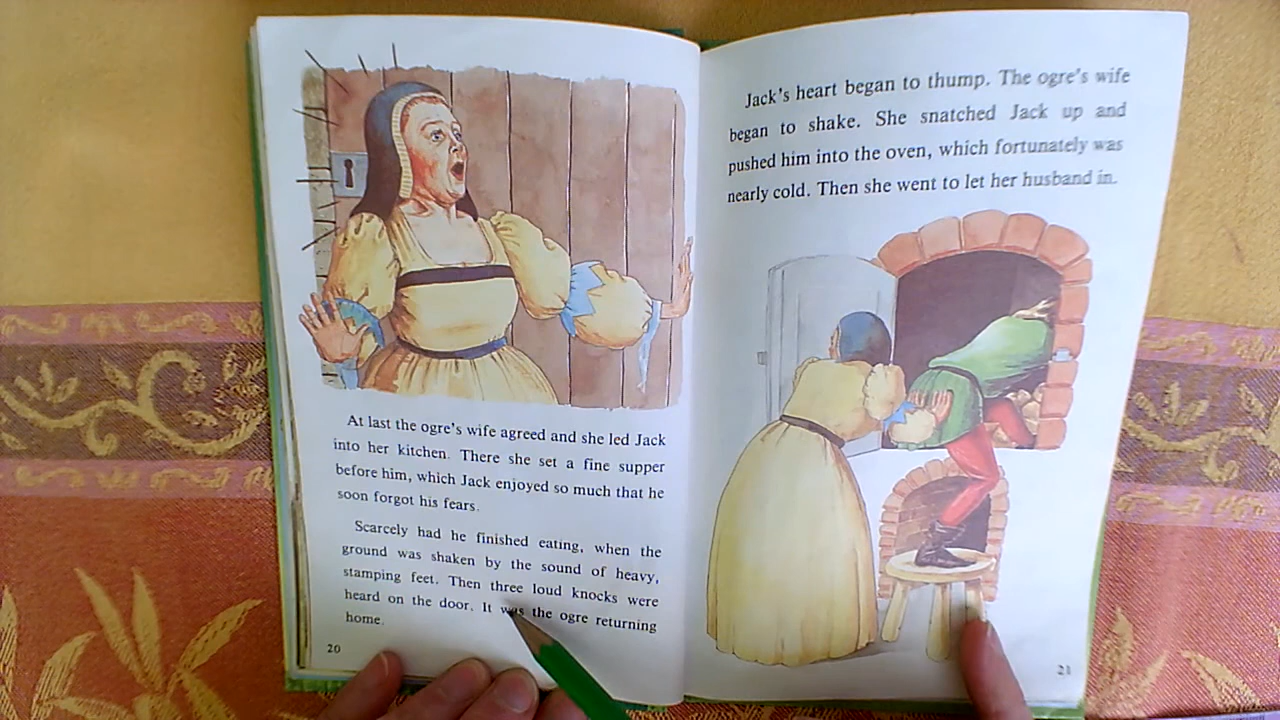 At last the ogre's wife agreed and she led Jack
into her kitchen. There she set a fine supper
before him, which Jack enjoyed so much that he
soon forgot his fears.
Scarcely had he finished eating, when the
ground was shaken by the sound of heavy,
stamping feet. Then three loud knocks were
heard on the door. It was the ogre returning
home.
20
Jack's heart began to thump. The ogre's wife
began to shake. She snatched Jack up and
pushed him into the oven, which fortunately was
nearly cold. Then she went to let her husband in.
21